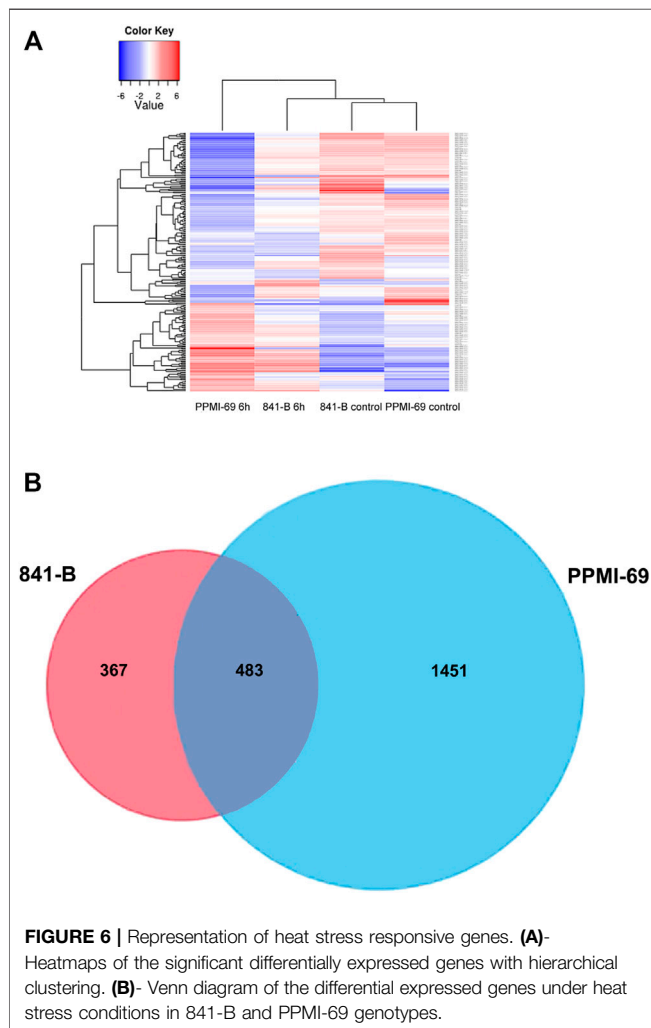 A
Color Key
-6 -2 2 6
Value
PPMI-69 6h 841-B 6h 841-B control PPMI-69 control
B
841-B
PPMI-69
367 483 1451
FIGURE 6 | Representation of heat stress responsive genes. (A)-
Heatmaps of the significant differentially expressed genes with hierarchical
clustering. (B)- Venn diagram of the differential expressed genes under heat
stress conditions in 841-B and PPMI-69 genotypes.